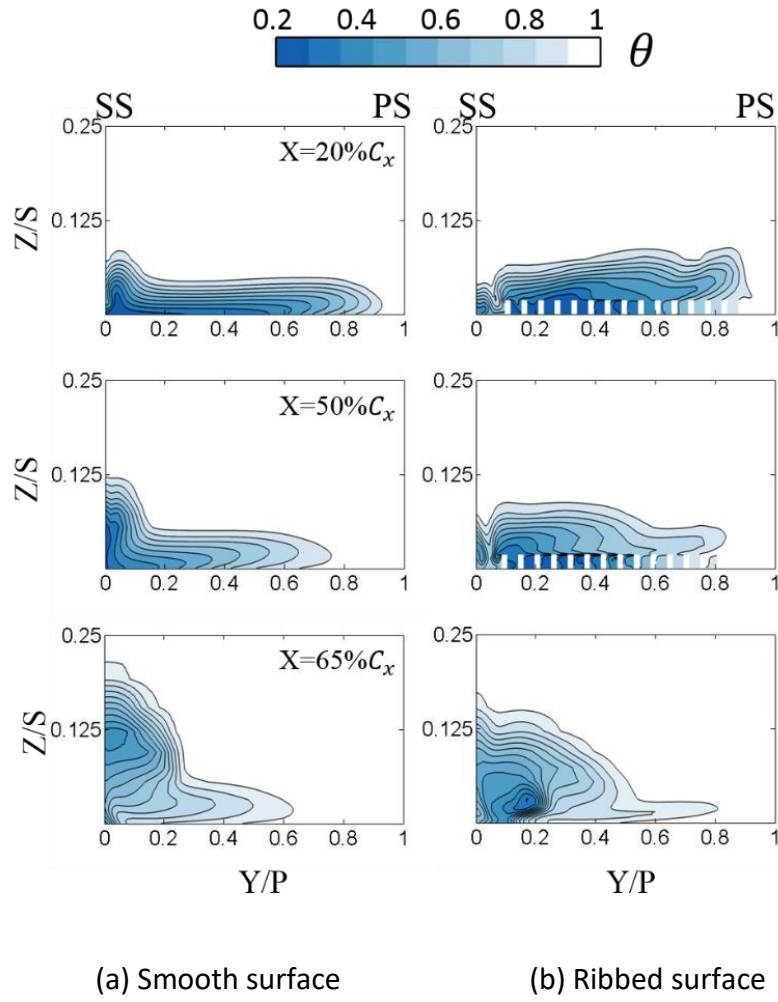 0.2 0.4 0.6 0.8 1
θ
SS PS SS PS
0.25 X=20%Cₓ 0.25
Z/S 0.125 0.125
0 0.2 0.4 0.6 0.8 1 0 0.2 0.4 0.6 0.8 1
0.25 X=50%Cₓ 0.25
Z/S 0.125 0.125
0 0.2 0.4 0.6 0.8 1 0 0.2 0.4 0.6 0.8 1
0.25 X=65%Cₓ 0.25
Z/S 0.125 0.125
0 0.2 0.4 0.6 0.8 1 0 0.2 0.4 0.6 0.8 1
Y/P Y/P
(a) Smooth surface (b) Ribbed surface